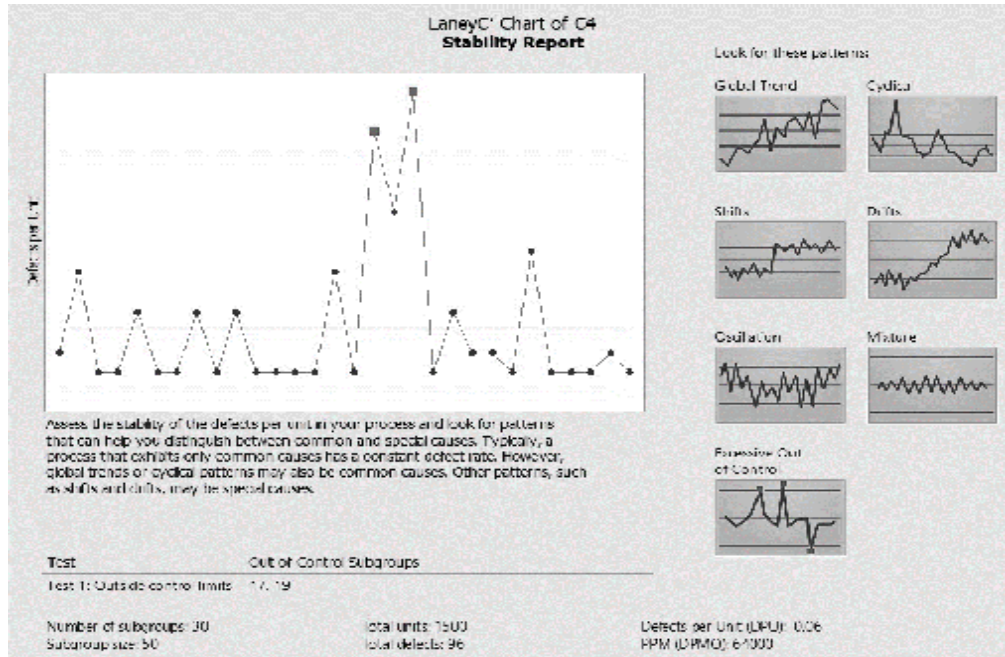 LaneyC' Chart of C4
Stability Report
Look for these patterns:
Global Trend
Cyclical
Defects per Unit
Shifts
Drifts
Oscillation
Mixture
Excessive Out
of Control
Assess the stability of the defects per unit in your process and look for patterns
that can help you distinguish between common and special causes. Typically, a
process that exhibits only common causes has a constant defect rate. However,
global trends or cyclical patterns may also be common causes. Other patterns, such
as shifts and drifts, may be special causes.
Test
Out of Control Subgroups
Test 1: Outside control limits
17, 19
Number of subgroups: 30
Subgroup size: 50
Total units: 1500
Total defects: 96
Defects per Unit (DPU): 0.06
PPM (DPMO): 64000